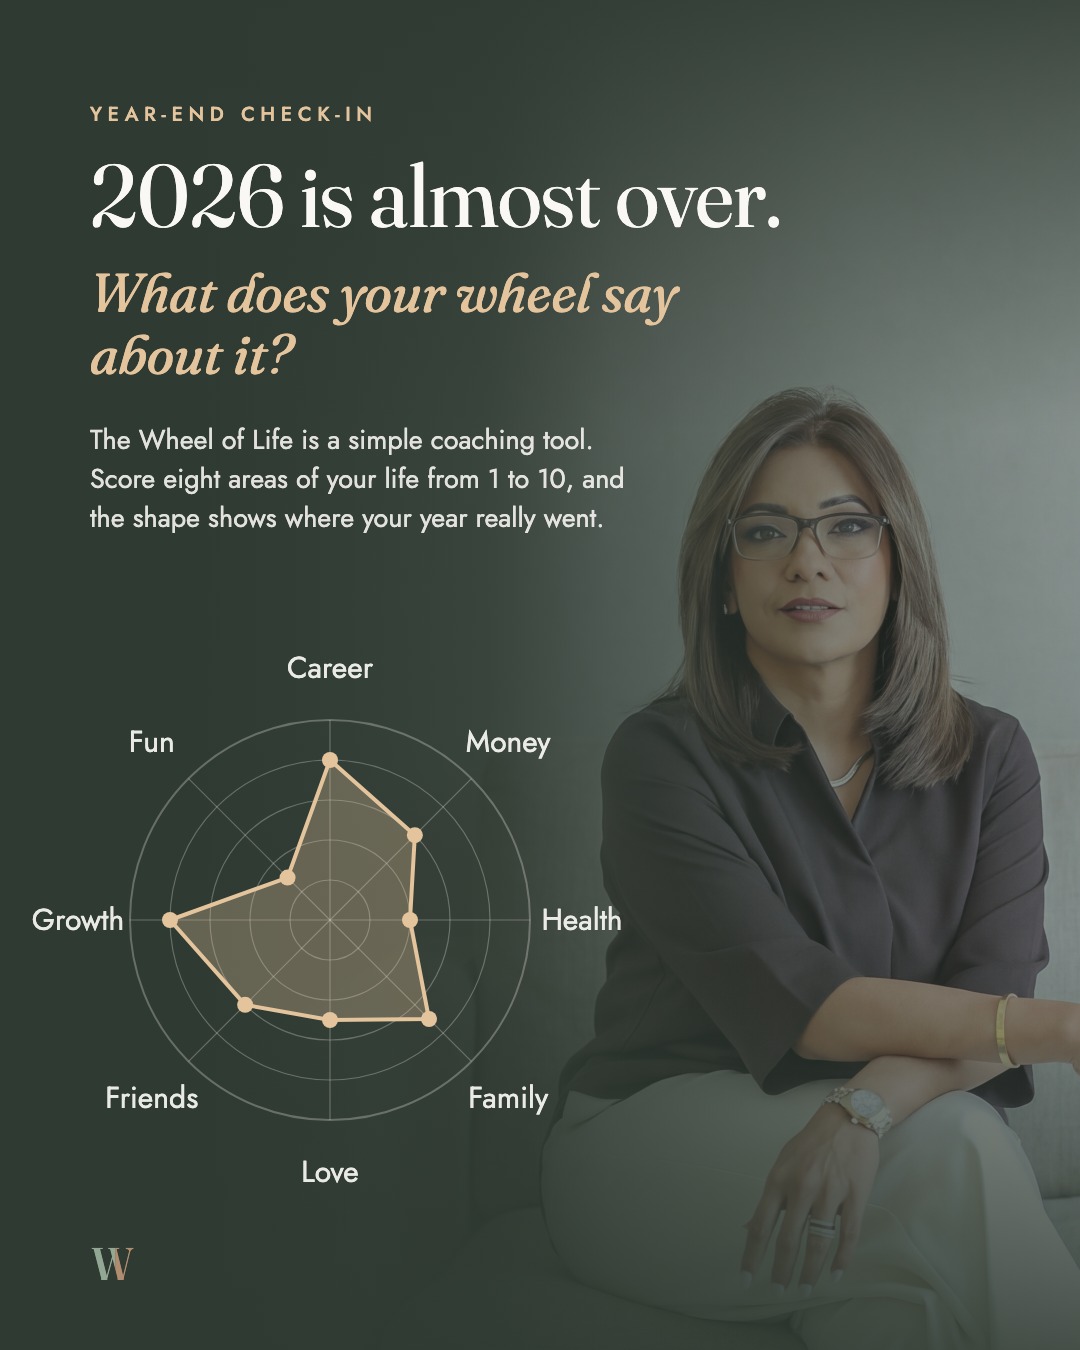 YEAR-END CHECK-IN
2026 is almost over.
What does your wheel say
about it?
The Wheel of Life is a simple coaching tool.
Score eight areas of your life from 1 to 10, and
the shape shows where your year really went.
Career
Fun
Money
Growth
Health
Friends
Family
Love
W